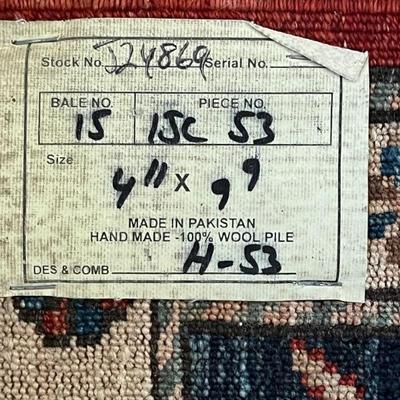 Stock No. J24869 Serial No.
BALE NO. PIECE NO.
15 15C 53
Size
4" X 9⁹
MADE IN PAKISTAN
HAND MADE -100% WOOL PILE
DES & COMB H-53